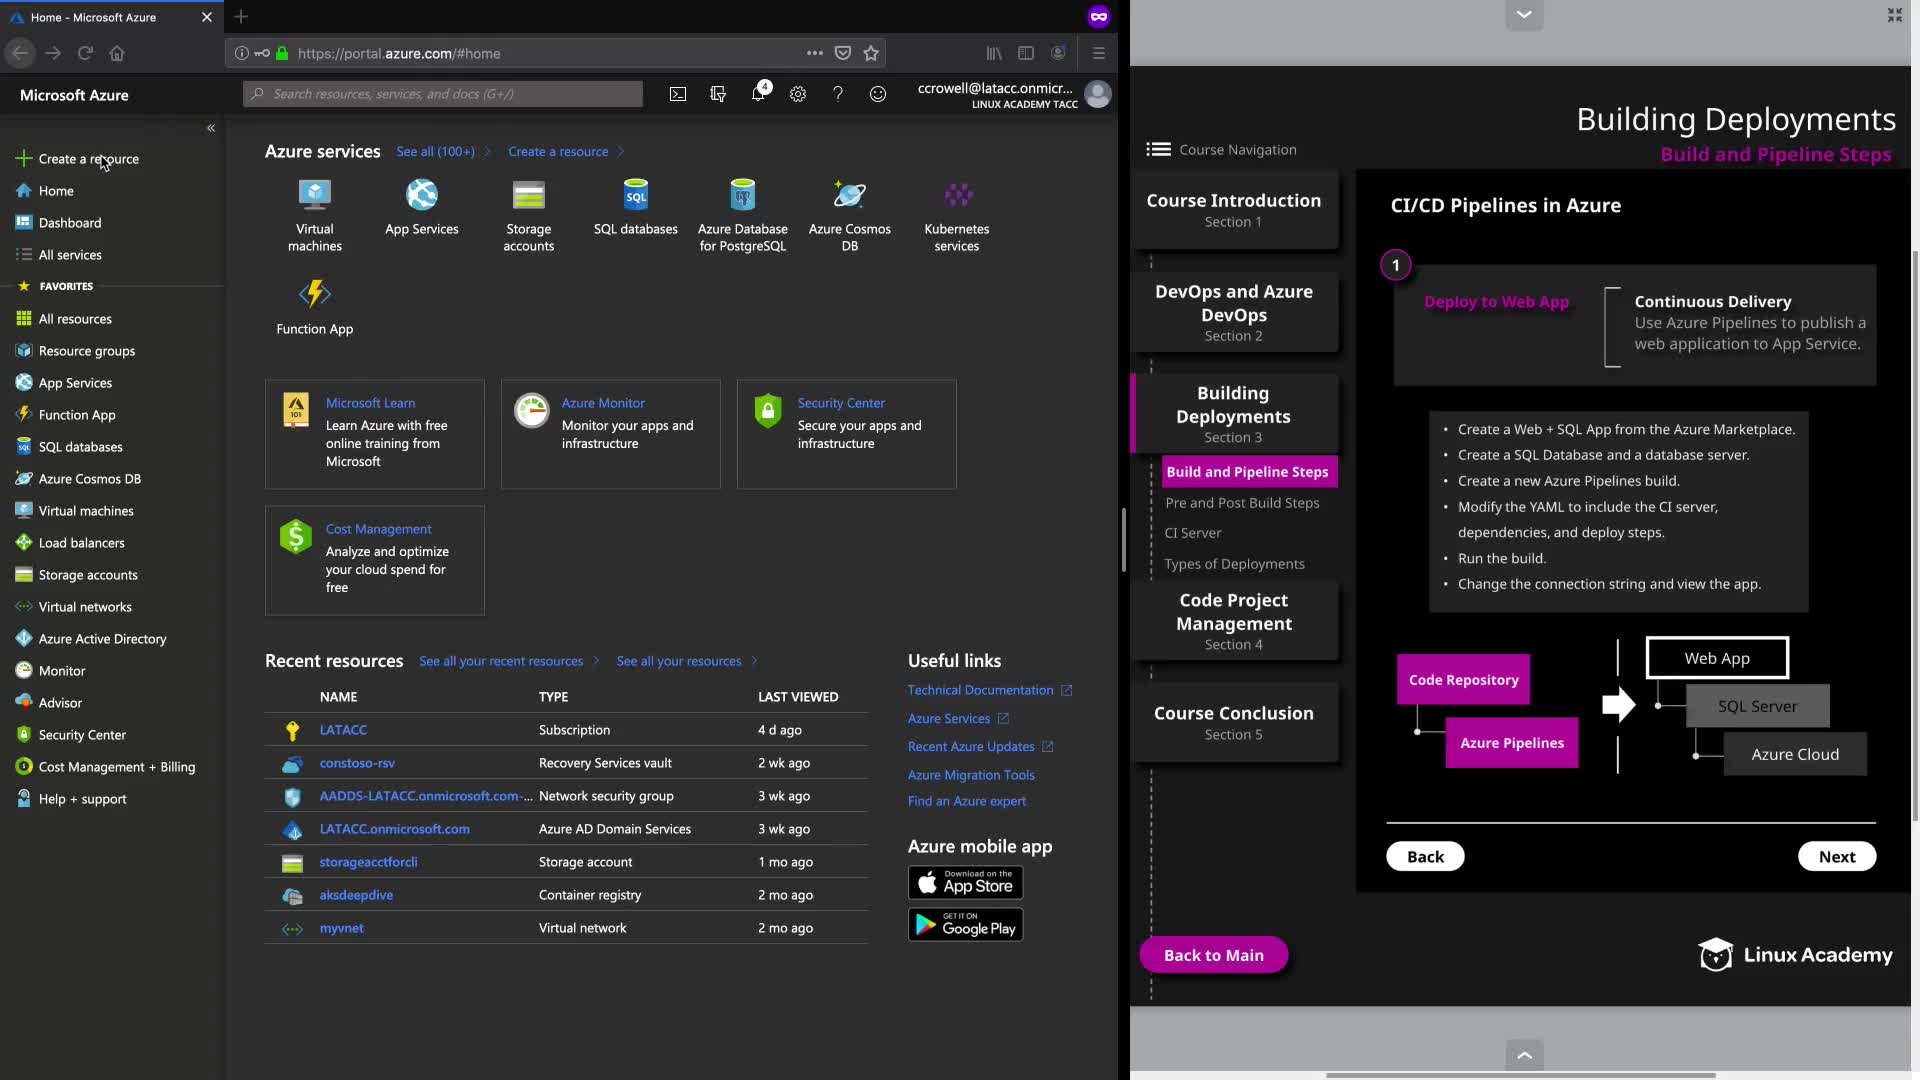 Home - Microsoft Azure
https://portal.azure.com/#home
Microsoft Azure
Search resources, services, and docs (G+/)
4
ccrowell@latacc.onmicr...
LINUX ACADEMY TACC
Create a resource
Home
Dashboard
All services
FAVORITES
All resources
Resource groups
App Services
Function App
SQL databases
Azure Cosmos DB
Virtual machines
Load balancers
Storage accounts
Virtual networks
Azure Active Directory
Monitor
Advisor
Security Center
Cost Management + Billing
Help + support
Azure services
See all (100+)
Create a resource
Virtual machines
App Services
Storage accounts
SQL
SQL databases
Azure Database for PostgreSQL
Azure Cosmos DB
Kubernetes services
Function App
101
Microsoft Learn
Learn Azure with free
online training from
Microsoft
Azure Monitor
Monitor your apps and
infrastructure
Security Center
Secure your apps and
infrastructure
Cost Management
Analyze and optimize
your cloud spend for
free
Recent resources
See all your recent resources
See all your resources
NAME TYPE LAST VIEWED
LATACC Subscription 4 d ago
constoso-rsv Recovery Services vault 2 wk ago
AADDS-LATACC.onmicrosoft.com-... Network security group 3 wk ago
LATACC.onmicrosoft.com Azure AD Domain Services 3 wk ago
storageacctforcli Storage account 1 mo ago
aksdeepdive Container registry 2 mo ago
myvnet Virtual network 2 mo ago
Useful links
Technical Documentation
Azure Services
Recent Azure Updates
Azure Migration Tools
Find an Azure expert
Azure mobile app
Download on the
App Store
GET IT ON
Google Play
Building Deployments
Build and Pipeline Steps
Course Navigation
Course Introduction
Section 1
DevOps and Azure
DevOps
Section 2
Building
Deployments
Section 3
Build and Pipeline Steps
Pre and Post Build Steps
CI Server
Types of Deployments
Code Project
Management
Section 4
Course Conclusion
Section 5
Back to Main
CI/CD Pipelines in Azure
1
Deploy to Web App
Continuous Delivery
Use Azure Pipelines to publish a
web application to App Service.
• Create a Web + SQL App from the Azure Marketplace.
• Create a SQL Database and a database server.
• Create a new Azure Pipelines build.
• Modify the YAML to include the CI server,
dependencies, and deploy steps.
• Run the build.
• Change the connection string and view the app.
Code Repository
Azure Pipelines
Web App
SQL Server
Azure Cloud
Back
Next
Linux Academy